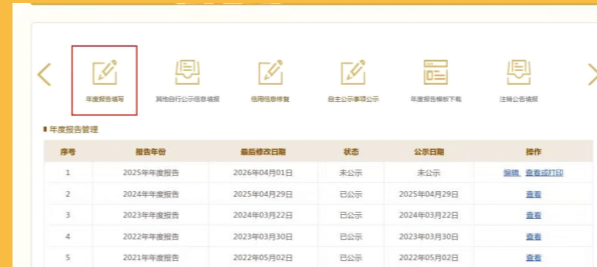 年度报告填写 其他自行公示信息填报 信用信息修复 自主公示事项公示 年度报告模板下载 注销公告填报
年度报告管理
序号 报告年份 最后修改日期 状态 公示日期 操作
1 2025年年度报告 2026年04月01日 未公示 未公示 编辑 查看或打印
2 2024年年度报告 2025年04月29日 已公示 2025年04月29日 查看
3 2023年年度报告 2024年03月22日 已公示 2024年03月22日 查看
4 2022年年度报告 2023年03月30日 已公示 2023年03月30日 查看
5 2021年年度报告 2022年05月02日 已公示 2022年05月02日 查看